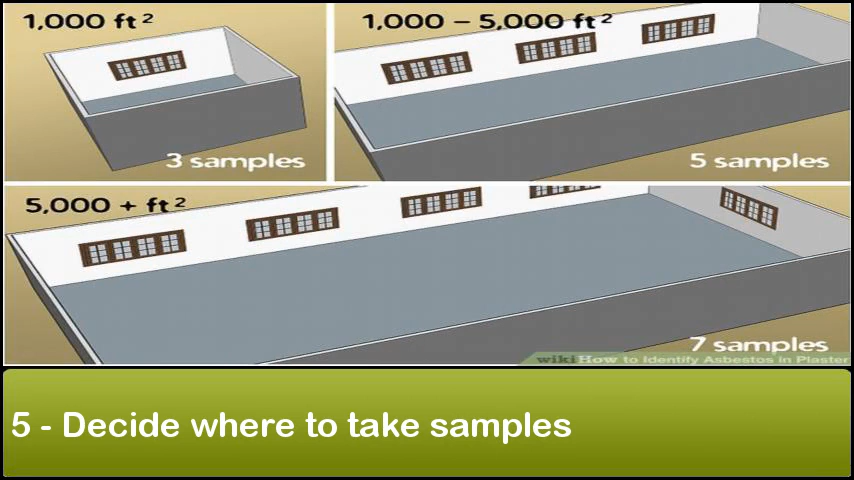 1,000 ft²
3 samples
1,000 – 5,000 ft²
5 samples
5,000 + ft²
7 samples
wikiHow to Identify Asbestos in Plaster
5 - Decide where to take samples